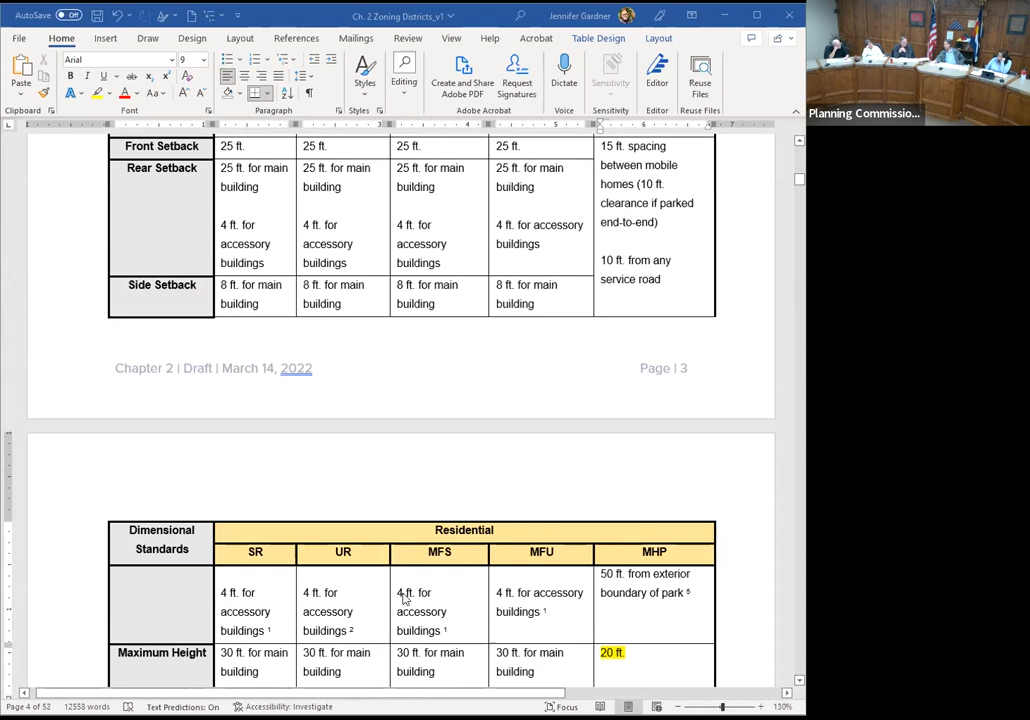 AutoSave Off Ch. 2 Zoning Districts_v1 Jennifer Gardner
File Home Insert Draw Design Layout References Mailings Review View Help Acrobat Table Design Layout
Arial 9
Paste B I U ab Styles Editing Create and Share Adobe PDF Request Signatures Dictate Sensitivity Editor Reuse Files
Clipboard Font Paragraph Styles Adobe Acrobat Voice Sensitivity Editor Reuse Files
Planning Commissio...
Front Setback 25 ft. 25 ft. 25 ft. 25 ft. 15 ft. spacing
between mobile
Rear Setback 25 ft. for main 25 ft. for main 25 ft. for main 25 ft. for main
building building building building homes (10 ft.
clearance if parked
4 ft. for 4 ft. for 4 ft. for 4 ft. for accessory end-to-end)
accessory accessory accessory buildings
buildings buildings buildings 10 ft. from any
service road
Side Setback 8 ft. for main 8 ft. for main 8 ft. for main 8 ft. for main
building building building building
Chapter 2 | Draft | March 14, 2022 Page | 3
Dimensional Residential
Standards SR UR MFS MFU MHP
50 ft. from exterior
4 ft. for 4 ft. for 4 ft. for 4 ft. for accessory boundary of park 5
accessory accessory accessory buildings 1
buildings 1 buildings 2 buildings 1
Maximum Height 30 ft. for main 30 ft. for main 30 ft. for main 30 ft. for main 20 ft.
building building building building
Page 4 of 52 12558 words Text Predictions: On Accessibility: Investigate Focus 130%